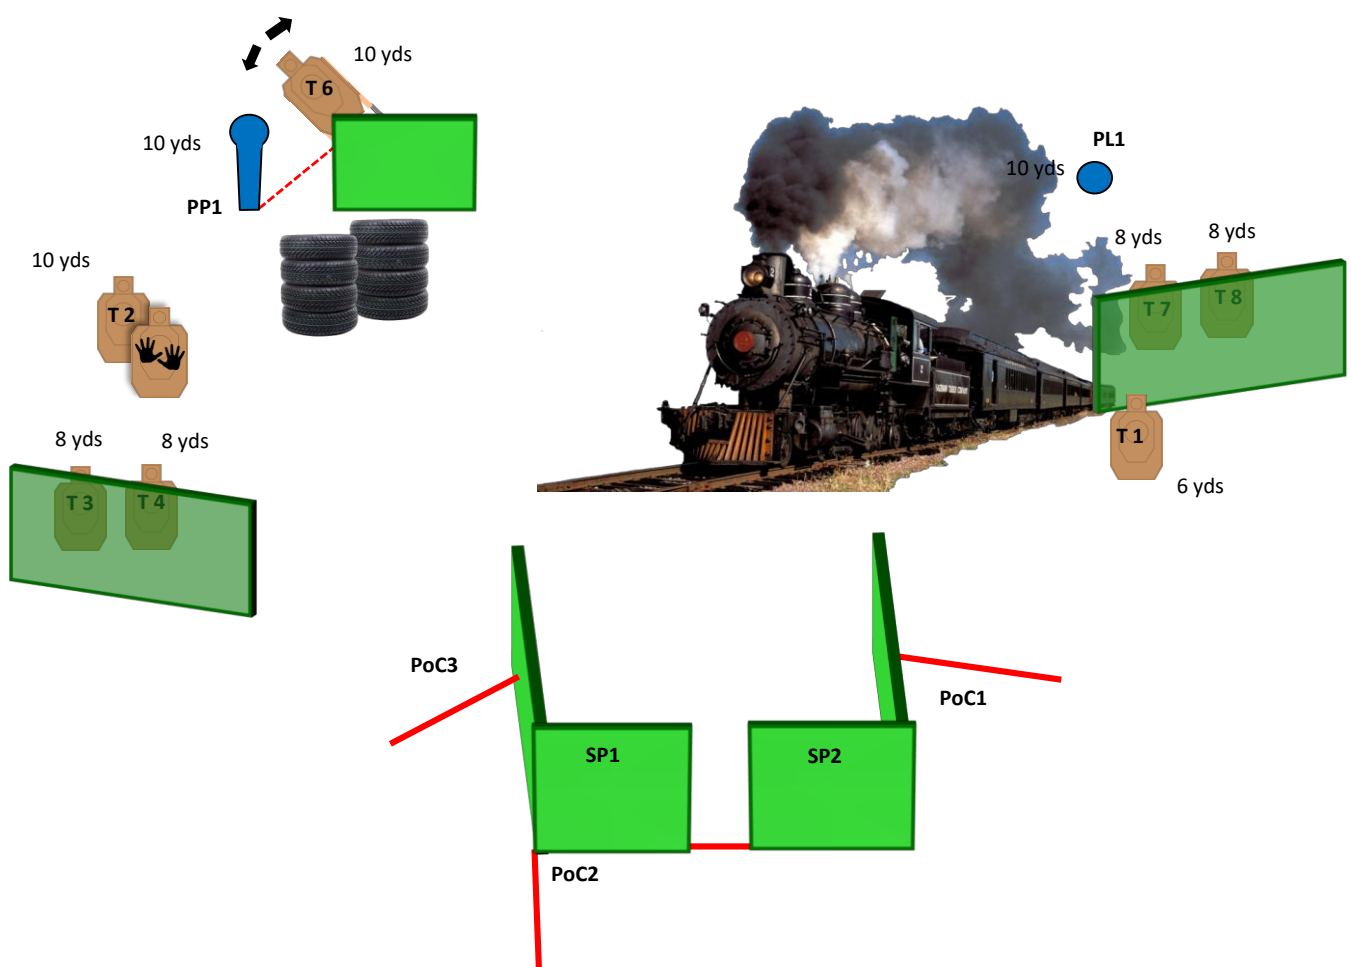 10 yds
T 6
10 yds
PP1
PL1
10 yds
8 yds
8 yds
T 7
T 8
10 yds
T 2
T 1
6 yds
8 yds
8 yds
T 3
T 4
PoC3
PoC1
SP1
SP2
PoC2